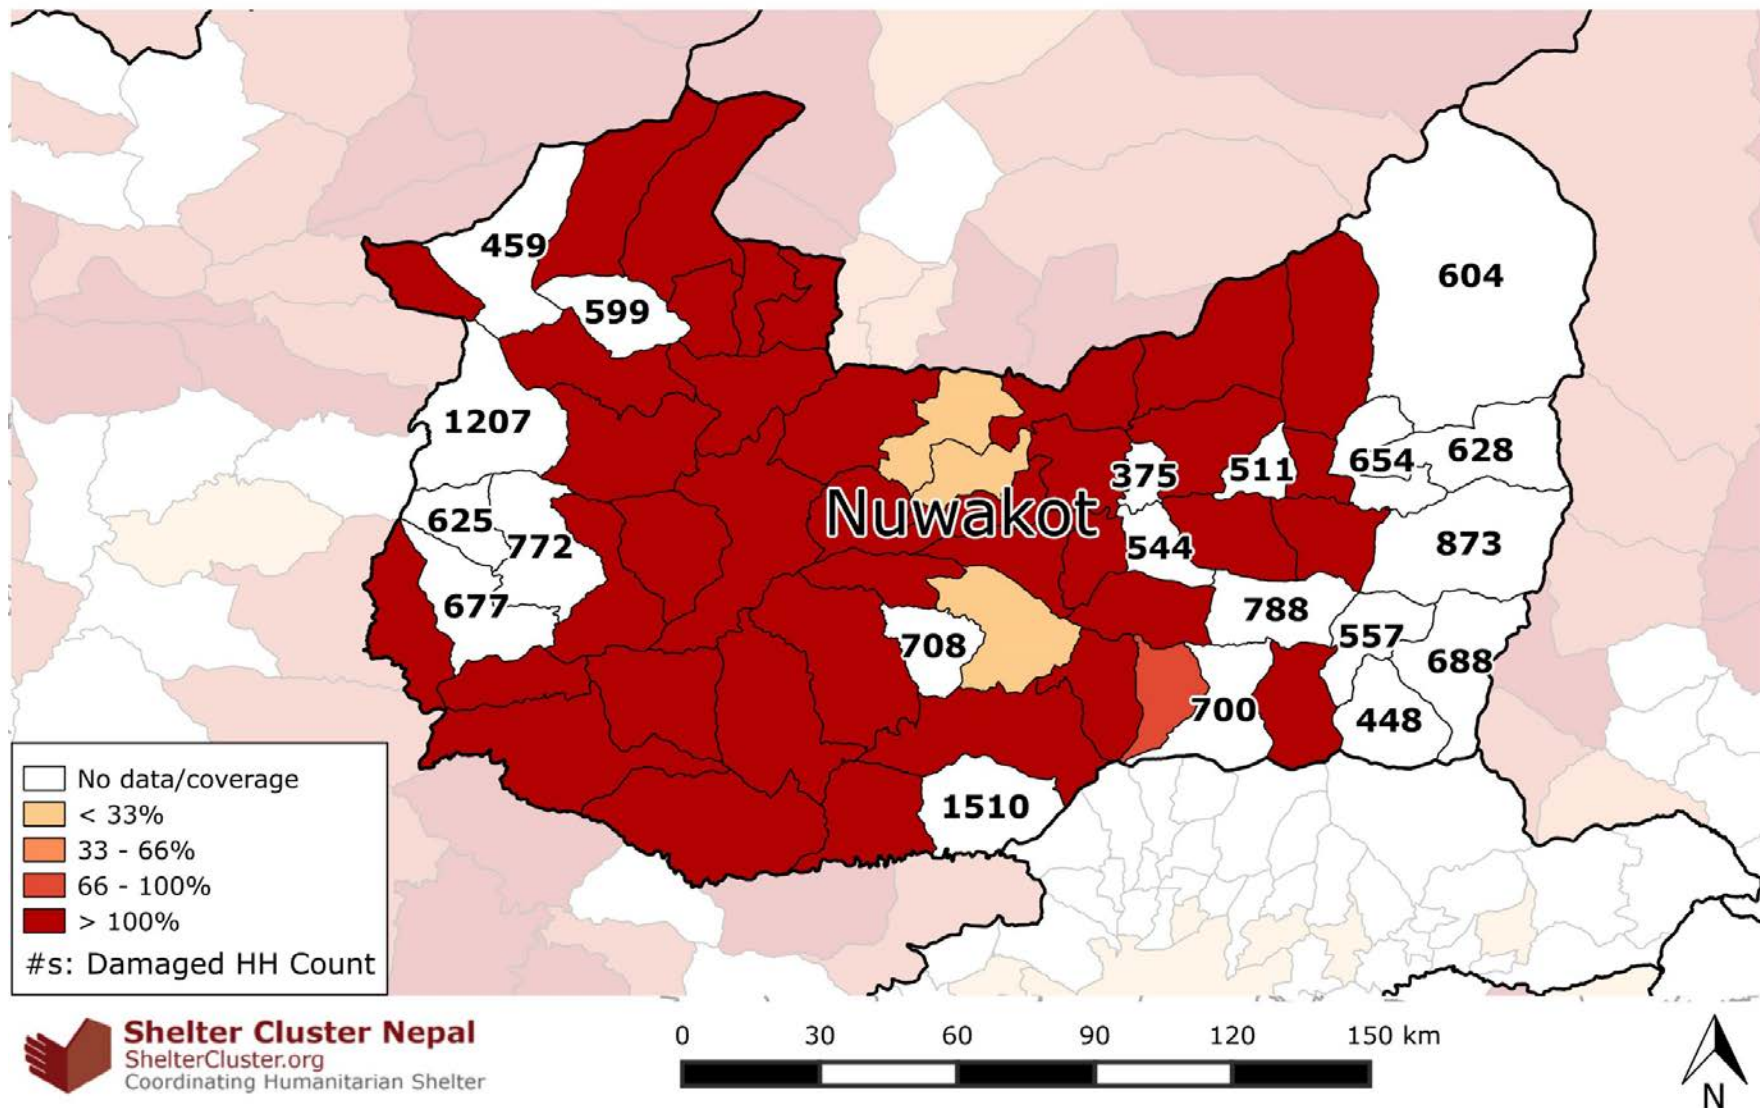 459
599
604
1207
375
511
654
628
625
772
Nuwakot
544
873
677
708
788
557
688
700
448
1510
No data/coverage
< 33%
33 - 66%
66 - 100%
> 100%
#s: Damaged HH Count
Shelter Cluster Nepal
ShelterCluster.org
Coordinating Humanitarian Shelter
0 30 60 90 120 150 km
N